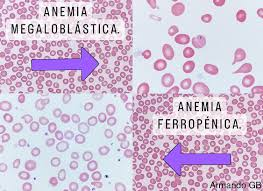 ANEMIA
MEGALOBLÁSTICA.
ANEMIA
FERROPÉNICA.
Armando GB